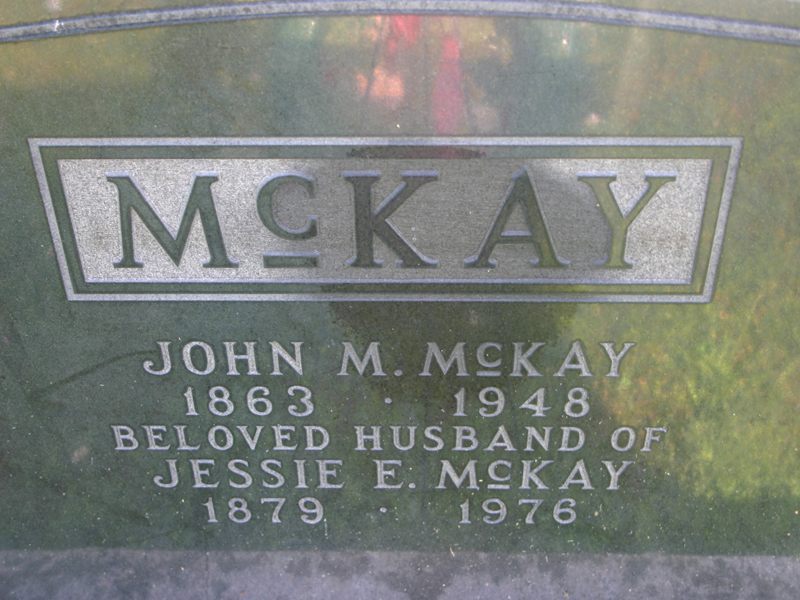 McKAY
JOHN M. McKAY
1863 · 1948
BELOVED HUSBAND OF
JESSIE E. McKAY
1879 · 1976